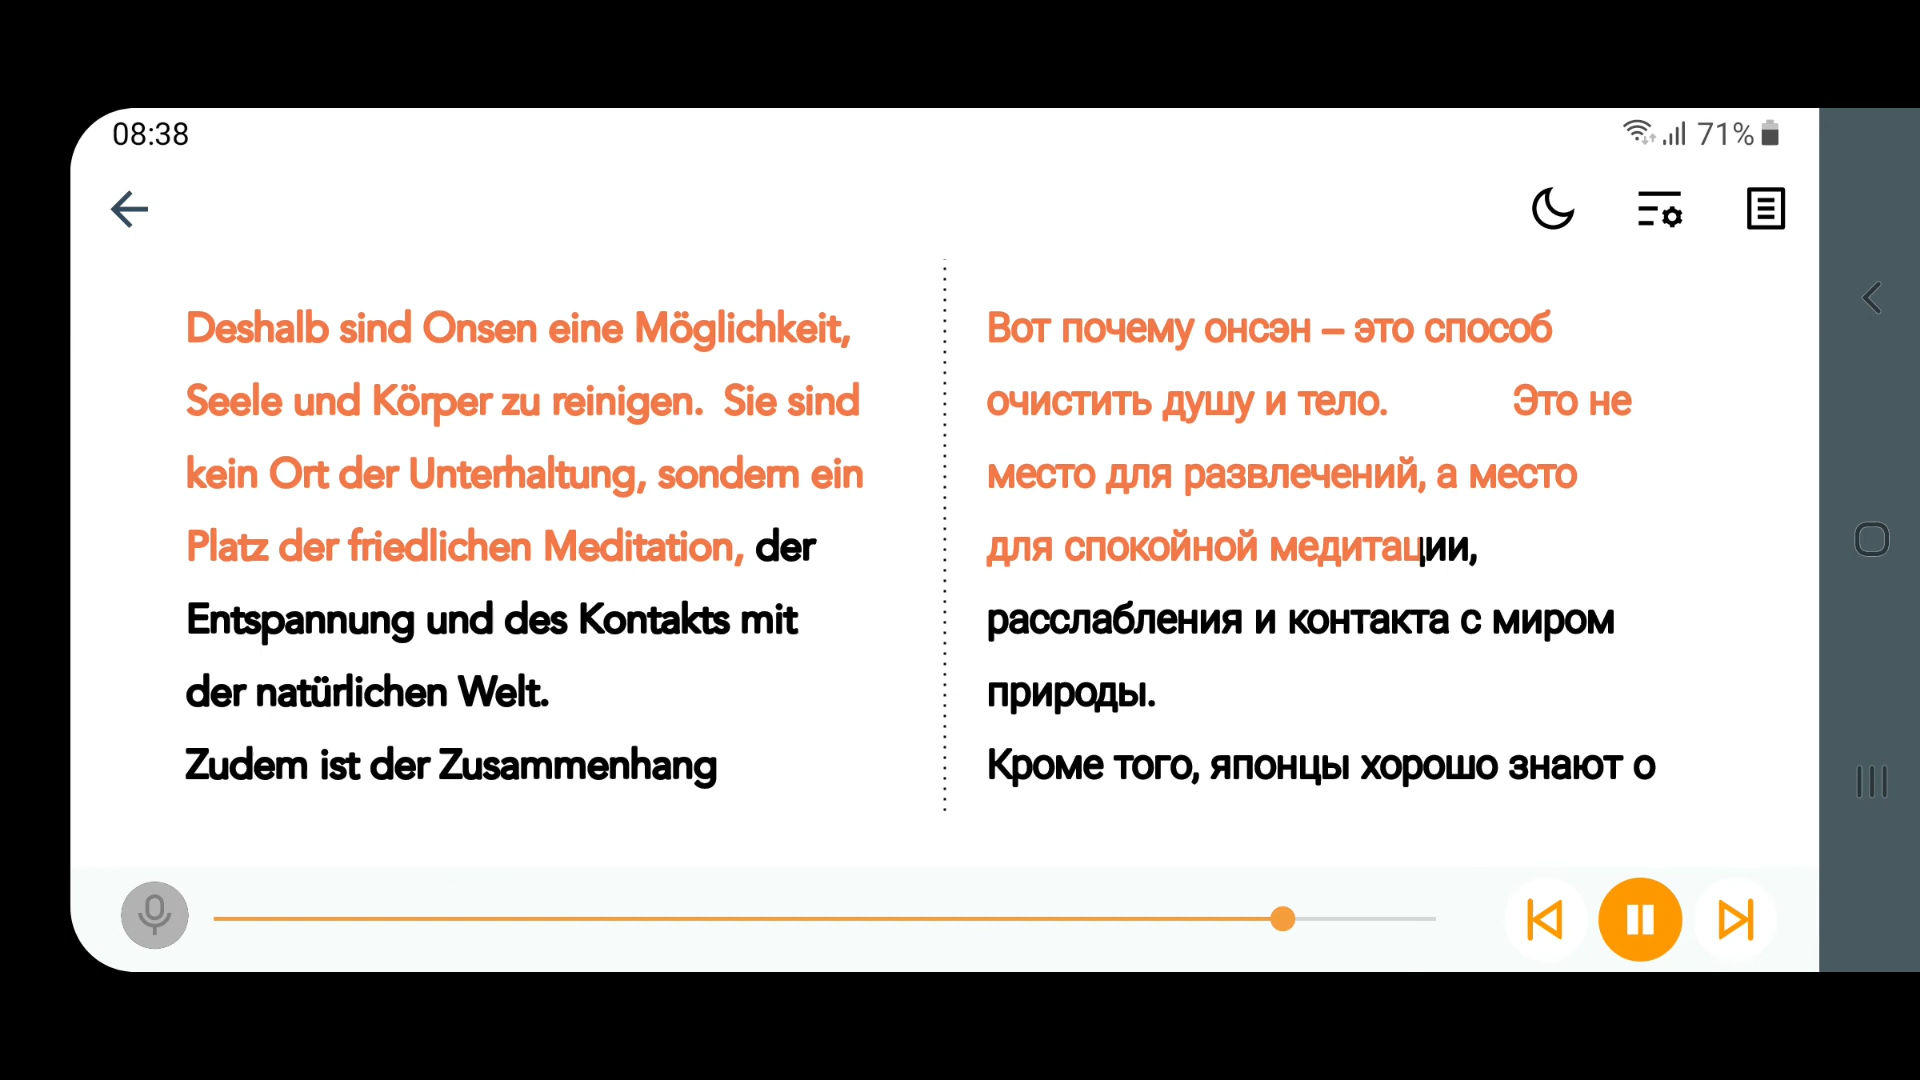 08:38
71%
Deshalb sind Onsen eine Möglichkeit,
Seele und Körper zu reinigen. Sie sind
kein Ort der Unterhaltung, sondern ein
Platz der friedlichen Meditation, der
Entspannung und des Kontakts mit
der natürlichen Welt.
Zudem ist der Zusammenhang
Вот почему онсэн – это способ
очистить душу и тело. Это не
место для развлечений, а место
для спокойной медитации,
расслабления и контакта с миром
природы.
Кроме того, японцы хорошо знают о